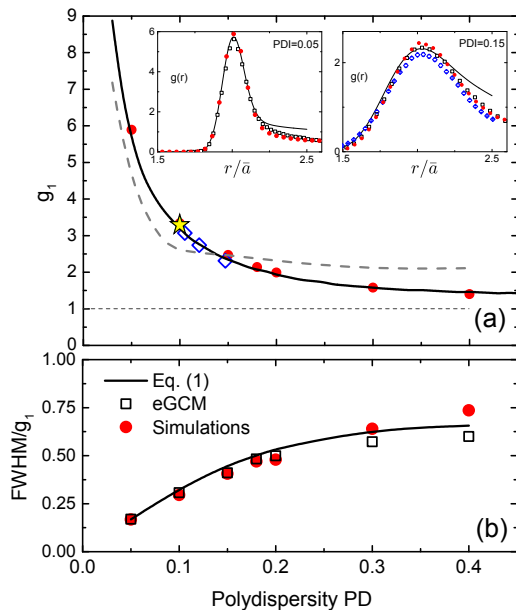 9
8
7
6
5
4
3
2
1
0
g₁
(a)
6
4
2
0
g(r)
PDI=0.05
1.5 2.0 2.5
r/ā
2
0
g(r)
PDI=0.15
1.5 2.0 2.5
r/ā
1.00
0.75
0.50
0.25
0.00
FWHM/g₁
Eq. (1)
eGCM
Simulations
(b)
0.0 0.1 0.2 0.3 0.4
Polydispersity PD